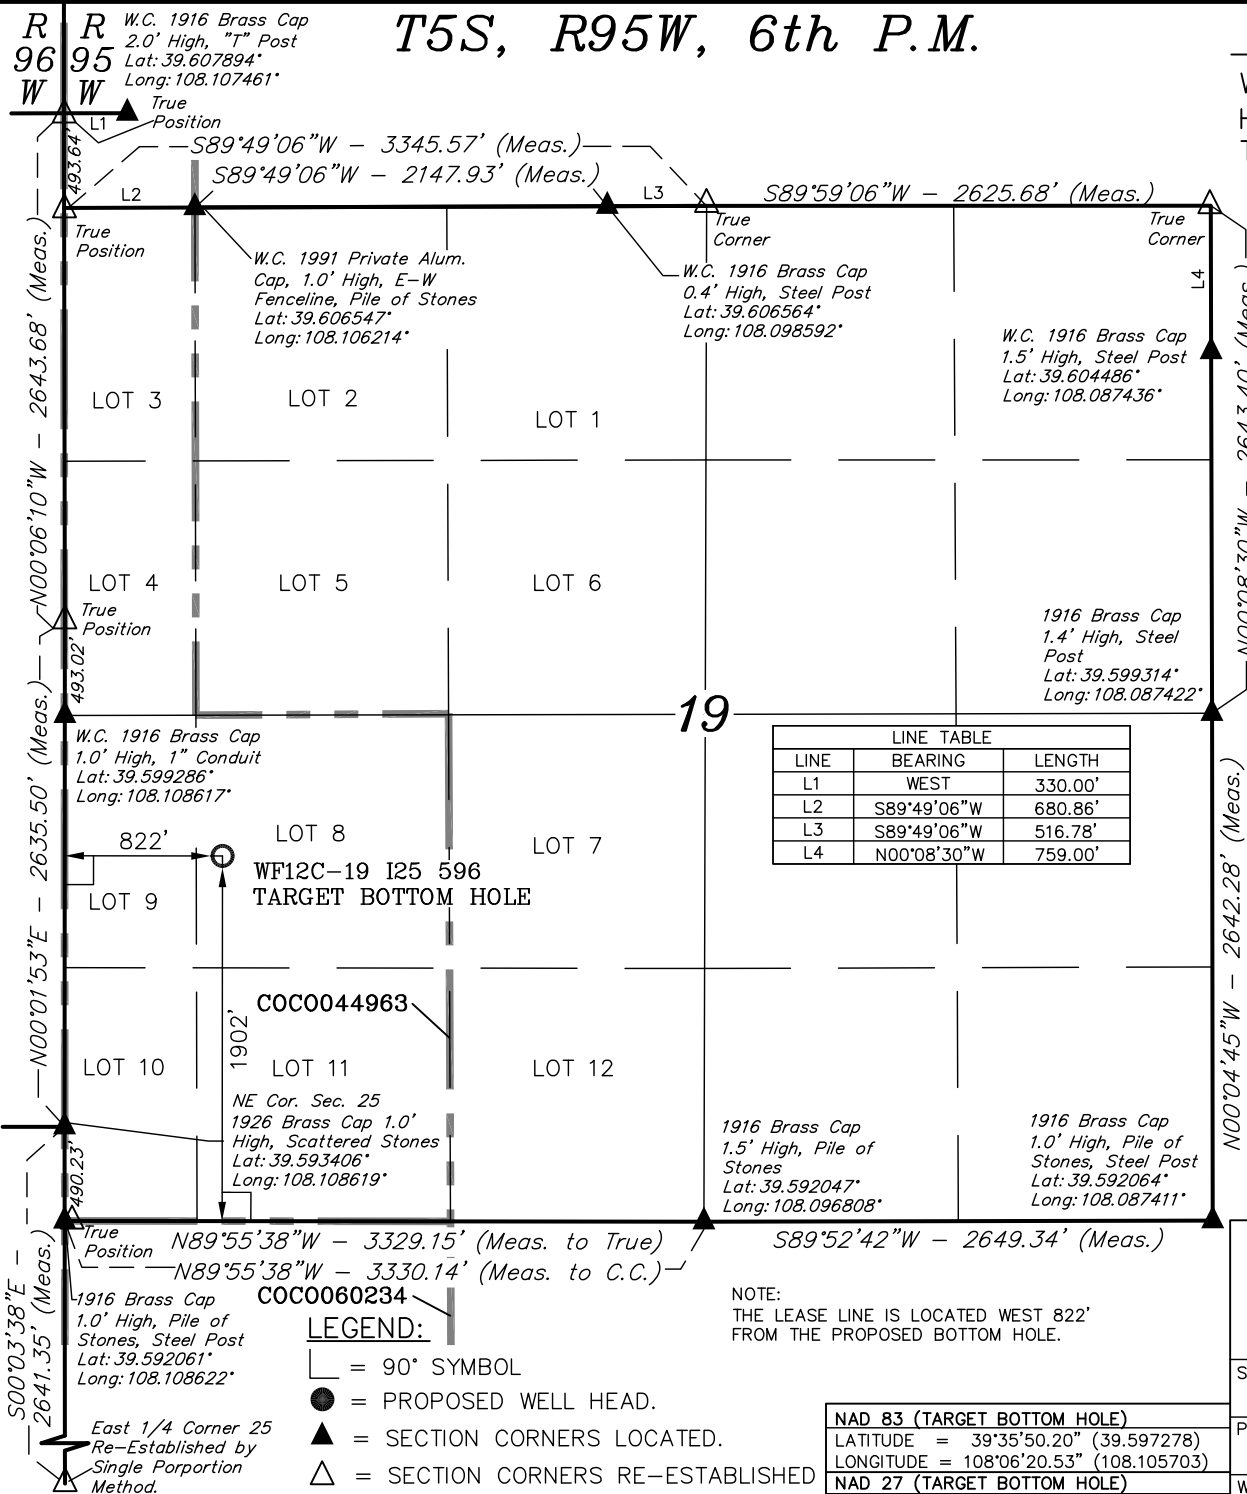 T5S, R95W, 6th P.M.
R
96
W
R
95
W
W.C. 1916 Brass Cap
2.0' High, "T" Post
Lat: 39.607894°
Long: 108.107461°
True
Position
L1
493.64'
S89°49'06"W - 3345.57' (Meas.)
S89°49'06"W - 2147.93' (Meas.)
S89°59'06"W - 2625.68' (Meas.)
L2
L3
True
Position
True
Corner
True
Corner
L4
W.C. 1991 Private Alum.
Cap, 1.0' High, E-W
Fenceline, Pile of Stones
Lat: 39.606547°
Long: 108.106214°
W.C. 1916 Brass Cap
0.4' High, Steel Post
Lat: 39.606564°
Long: 108.098592°
W.C. 1916 Brass Cap
1.5' High, Steel Post
Lat: 39.604486°
Long: 108.087436°
N00°06'10"W - 2643.68' (Meas.)
N00°08'30"W - 2643.40' (Meas.)
LOT 3
LOT 2
LOT 1
LOT 4
LOT 5
LOT 6
True
Position
493.02'
1916 Brass Cap
1.4' High, Steel
Post
Lat: 39.599314°
Long: 108.087422°
19
W.C. 1916 Brass Cap
1.0' High, 1" Conduit
Lat: 39.599286°
Long: 108.108617°
LINE TABLE
LINE BEARING LENGTH
L1 WEST 330.00'
L2 S89°49'06"W 680.86'
L3 S89°49'06"W 516.78'
L4 N00°08'30"W 759.00'
822'
LOT 8
LOT 7
WF12C-19 I25 596
TARGET BOTTOM HOLE
LOT 9
N00°01'53"E - 2635.50' (Meas.)
N00°04'45"W - 2642.28' (Meas.)
COCO044963
1902'
LOT 10
LOT 11
LOT 12
NE Cor. Sec. 25
1926 Brass Cap 1.0'
High, Scattered Stones
Lat: 39.593406°
Long: 108.108619°
490.23'
1916 Brass Cap
1.5' High, Pile of
Stones
Lat: 39.592047°
Long: 108.096808°
1916 Brass Cap
1.0' High, Pile of
Stones, Steel Post
Lat: 39.592064°
Long: 108.087411°
True
Position
N89°55'38"W - 3329.15' (Meas. to True)
N89°55'38"W - 3330.14' (Meas. to C.C.)
S89°52'42"W - 2649.34' (Meas.)
COCO060234
S00°03'38"E -
2641.35' (Meas.)
1916 Brass Cap
1.0' High, Pile of
Stones, Steel Post
Lat: 39.592061°
Long: 108.108622°
East 1/4 Corner 25
Re-Established by
Single Porportion
Method.
NOTE:
THE LEASE LINE IS LOCATED WEST 822'
FROM THE PROPOSED BOTTOM HOLE.
LEGEND:
= 90° SYMBOL
= PROPOSED WELL HEAD.
= SECTION CORNERS LOCATED.
= SECTION CORNERS RE-ESTABLISHED
NAD 83 (TARGET BOTTOM HOLE)
LATITUDE = 39°35'50.20" (39.597278)
LONGITUDE = 108°06'20.53" (108.105703)
NAD 27 (TARGET BOTTOM HOLE)